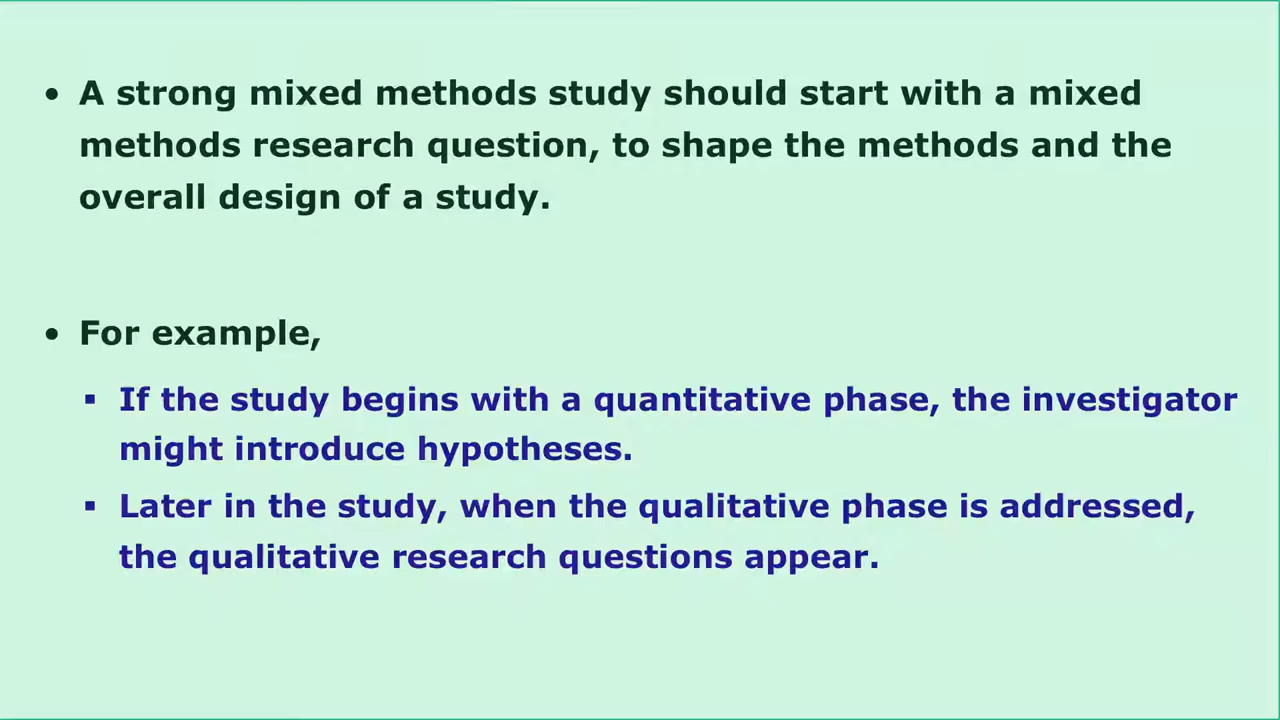 • A strong mixed methods study should start with a mixed
methods research question, to shape the methods and the
overall design of a study.
• For example,
▪ If the study begins with a quantitative phase, the investigator
might introduce hypotheses.
▪ Later in the study, when the qualitative phase is addressed,
the qualitative research questions appear.